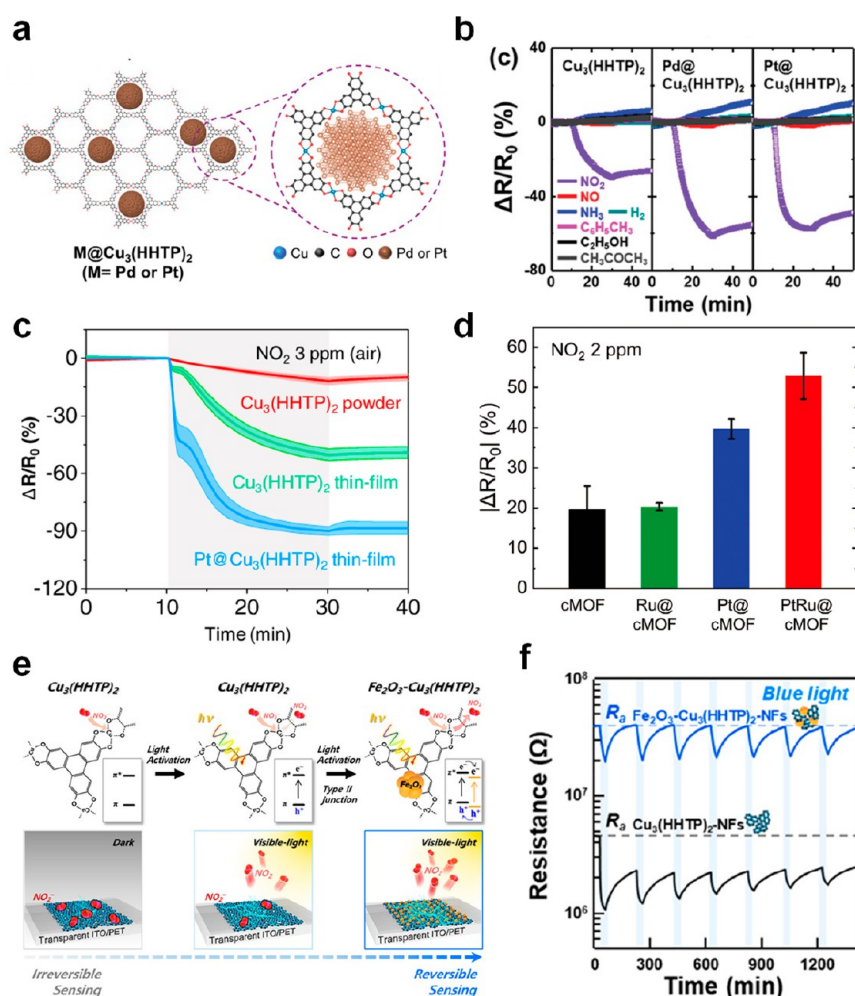 a
M@Cu₃(HHTP)₂
(M= Pd or Pt)
Cu C O Pd or Pt
b
(c)
Cu₃(HHTP)₂
Pd@
Cu₃(HHTP)₂
Pt@
Cu₃(HHTP)₂
40
0
-40
-80
ΔR/R₀ (%)
NO₂
NO
NH₃ H₂
C₆H₅CH₃
C₂H₅OH
CH₃COCH₃
0 20 40 0 20 40 0 20 40
Time (min)
c
NO₂ 3 ppm (air)
Cu₃(HHTP)₂ powder
Cu₃(HHTP)₂ thin-film
Pt@Cu₃(HHTP)₂ thin-film
0
-30
-60
-90
-120
ΔR/R₀ (%)
0 10 20 30 40
Time (min)
d
NO₂ 2 ppm
60
50
40
30
20
10
0
|ΔR/R₀| (%)
cMOF
Ru@
cMOF
Pt@
cMOF
PtRu@
cMOF
e
Cu₃(HHTP)₂
Cu₃(HHTP)₂
Fe₂O₃-Cu₃(HHTP)₂
NO₂
hν
NO₂
hν
NO₂
Light
Activation
Light
Activation
Type II
Junction
π*
π
π* e⁻
π h⁺
Fe₂O₃
π* e⁻ e⁻
π h⁺ h⁺
Dark
NO₂⁻
Transparent ITO/PET
Visible-light
NO₂
NO₂⁻
Transparent ITO/PET
Visible-light
NO₂
Transparent ITO/PET
Irreversible
Sensing
Reversible
Sensing
f
Blue light
Rₐ Fe₂O₃-Cu₃(HHTP)₂-NFs
Rₐ Cu₃(HHTP)₂-NFs
10⁸
10⁷
10⁶
Resistance (Ω)
0 300 600 900 1200
Time (min)